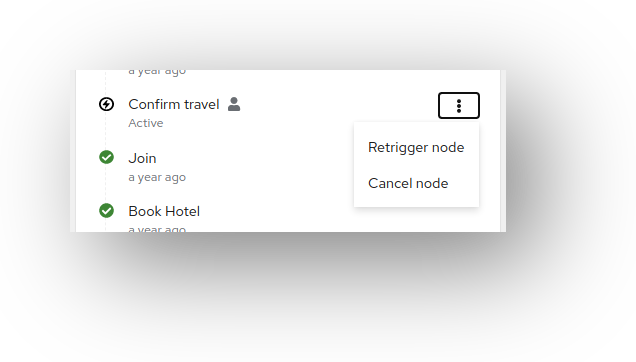 a year ago
Confirm travel
Active
Retrigger node
Join
a year ago
Cancel node
Book Hotel
a year ago